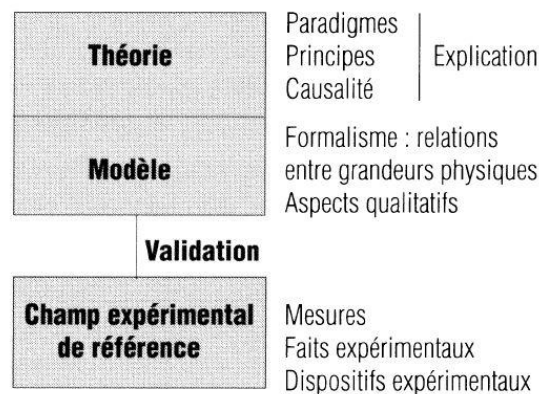 Théorie
Paradigmes
Principes
Causalité
Explication
Modèle
Formalisme : relations
entre grandeurs physiques
Aspects qualitatifs
Validation
Champ expérimental
de référence
Mesures
Faits expérimentaux
Dispositifs expérimentaux